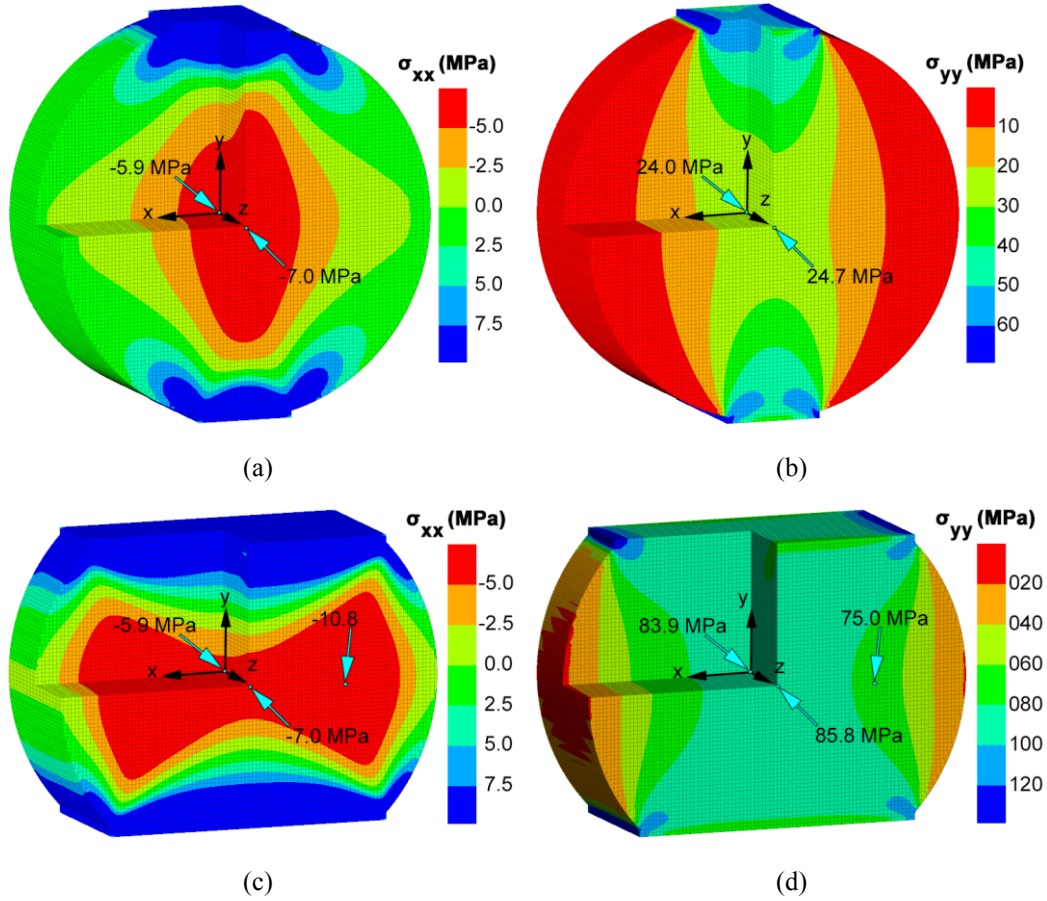 σxx (MPa)
-5.0
-2.5
0.0
2.5
5.0
7.5
y
-5.9 MPa
x
z
-7.0 MPa
(a)
σyy (MPa)
10
20
30
40
50
60
y
24.0 MPa
z
x
24.7 MPa
(b)
σxx (MPa)
-5.0
-2.5
0.0
2.5
5.0
7.5
y
-5.9 MPa
-10.8
x
z
-7.0 MPa
(c)
σyy (MPa)
020
040
060
080
100
120
y
83.9 MPa
75.0 MPa
x
z
85.8 MPa
(d)